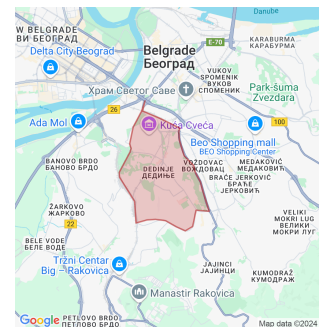 Danube
W BELGRADE
ВИ БЕОГРАД
Belgrade
Београд
E-70
KARABURMA
КАРАБУРМА
Delta City Beograd
VUKOV
SPOMENIK
ВУКОВ
СПОМЕНИК
Park-šuma
Zvezdara
Храм Светог Саве
26
Ada Mol
Kuća Cveća
100
Beo Shopping mall
BEO Shopping Center
BANOVO BRDO
БАНОВО БРДО
DEDINJE
ДЕДИЊЕ
VOŽDOVAC
ВОЖДОВАЦ
MEDAKOVIĆ
МЕДАКОВИЋ
BRAĆE JERKOVIĆ
БРАЋЕ
ЈЕРКОВИЋ
ŽARKOVO
ЖАРКОВО
22
VELIKI
MOKRI LUG
ВЕЛИКИ
МОКРИ ЛУГ
BELE VODE
БЕЛЕ ВОДЕ
Tržni Centar
Big – Rakovica
JAJINCI
ЈАЈИНЦИ
KUMODRAŽ
КУМОДРАЖ
Manastir Rakovica
PETLOVO BRDO
ПЕТЛОВО БРДО
Google
Map data ©2024